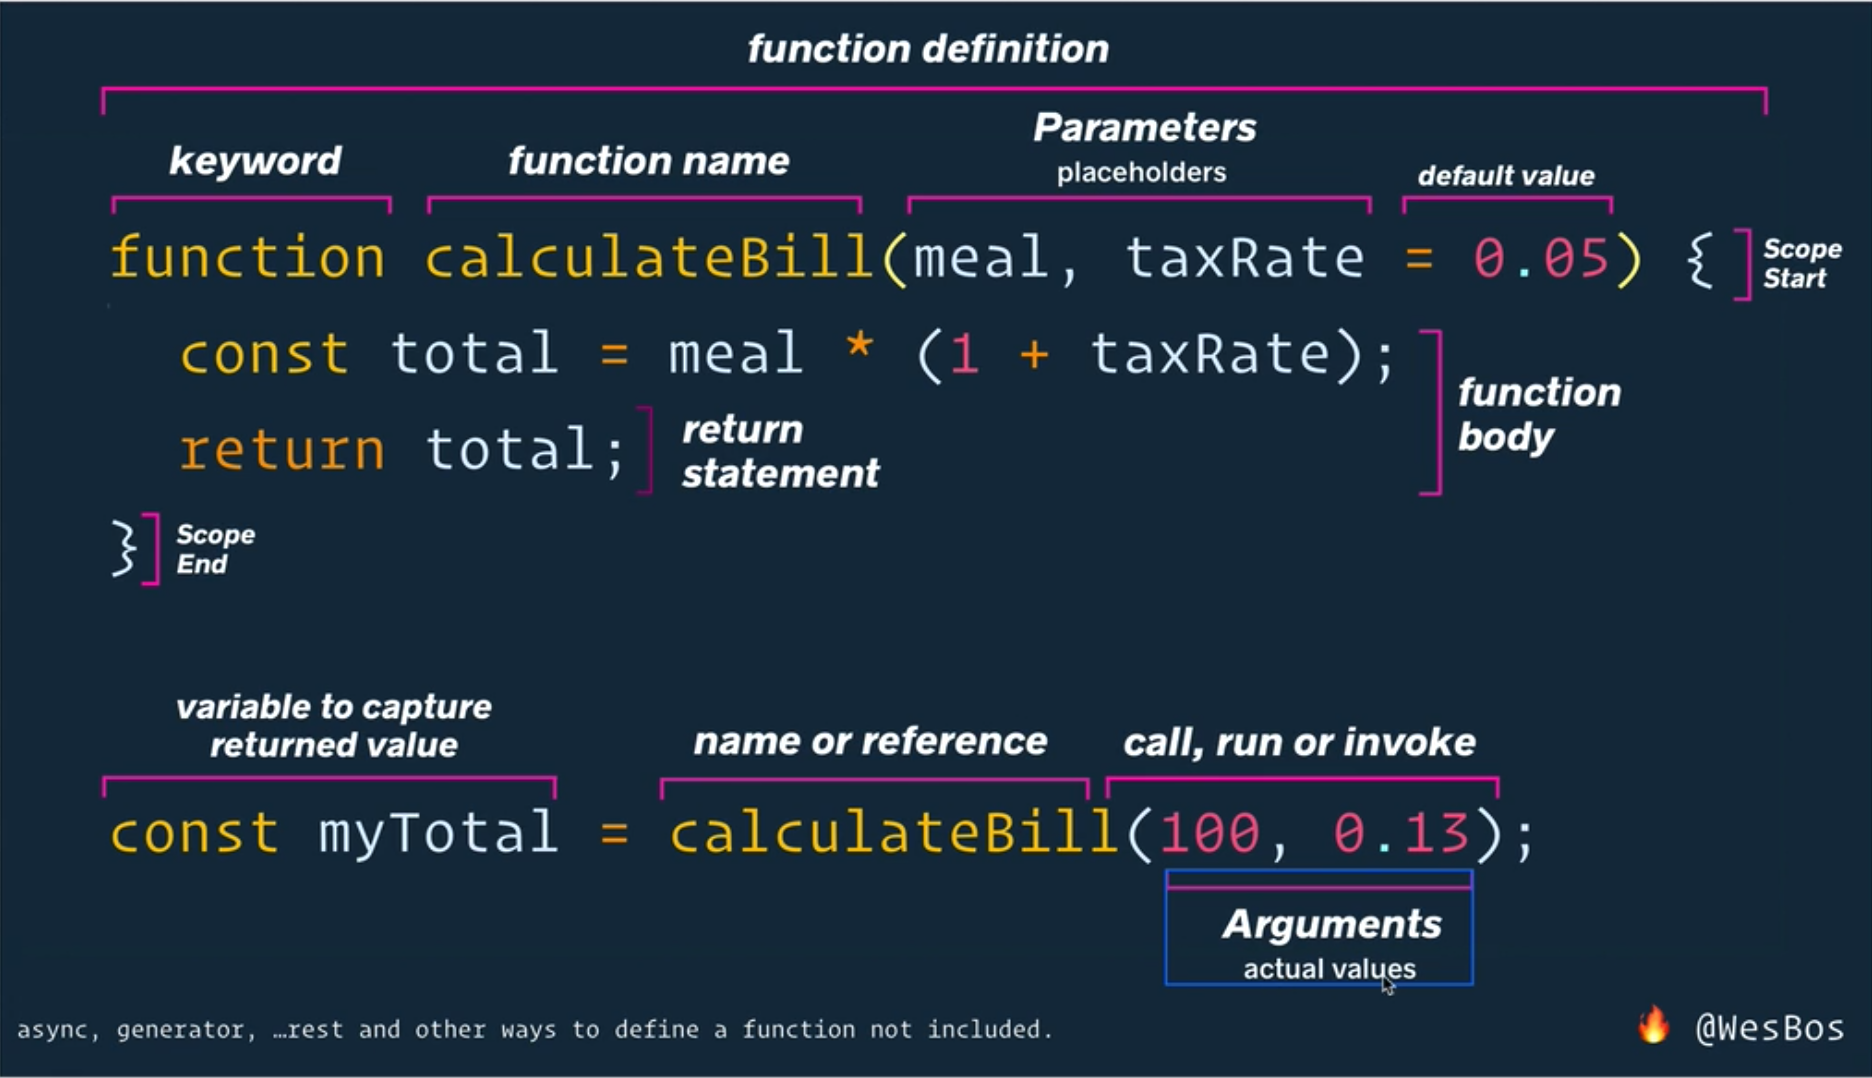 function definition
Parameters
keyword function name placeholders default value
function calculateBill(meal, taxRate = 0.05) {
Scope
Start
const total = meal * (1 + taxRate);
function
body
return total;
return
statement
}
Scope
End
variable to capture
returned value
name or reference
call, run or invoke
const myTotal = calculateBill(100, 0.13);
Arguments
actual values
async, generator, …rest and other ways to define a function not included.
🔥 @WesBos